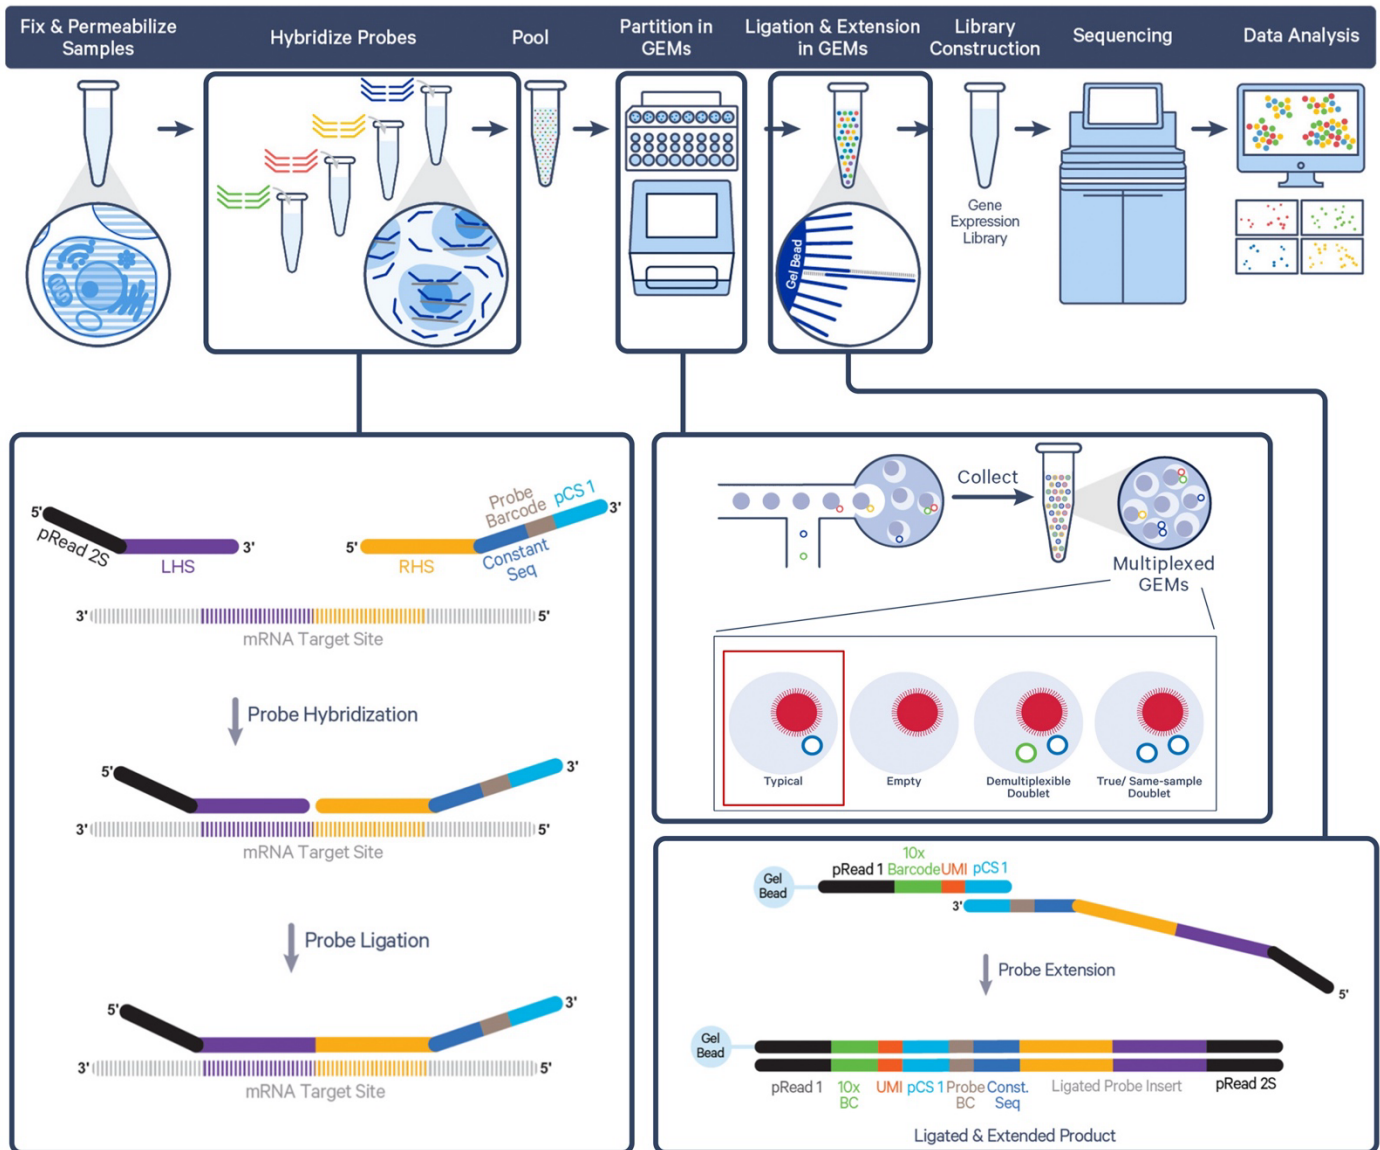 Fix & Permeabilize
Samples
Hybridize Probes
Pool
Partition in
GEMs
Ligation & Extension
in GEMs
Library
Construction
Sequencing
Data Analysis
Gel Bead
Gene
Expression
Library
5'
pRead 2S
LHS
3'
5'
RHS
Constant
Seq
Probe
Barcode
pCS 1
3'
3'
5'
mRNA Target Site
Probe Hybridization
5'
3'
3'
5'
mRNA Target Site
Probe Ligation
5'
3'
3'
5'
mRNA Target Site
Collect
Multiplexed
GEMs
Typical
Empty
Demultiplexible
Doublet
True/ Same-sample
Doublet
Gel
Bead
pRead 1
10x
Barcode
UMI
pCS 1
3'
5'
Probe Extension
Gel
Bead
pRead 1
10x
BC
UMI
pCS 1
Probe
BC
Const.
Seq
Ligated Probe Insert
pRead 2S
Ligated & Extended Product